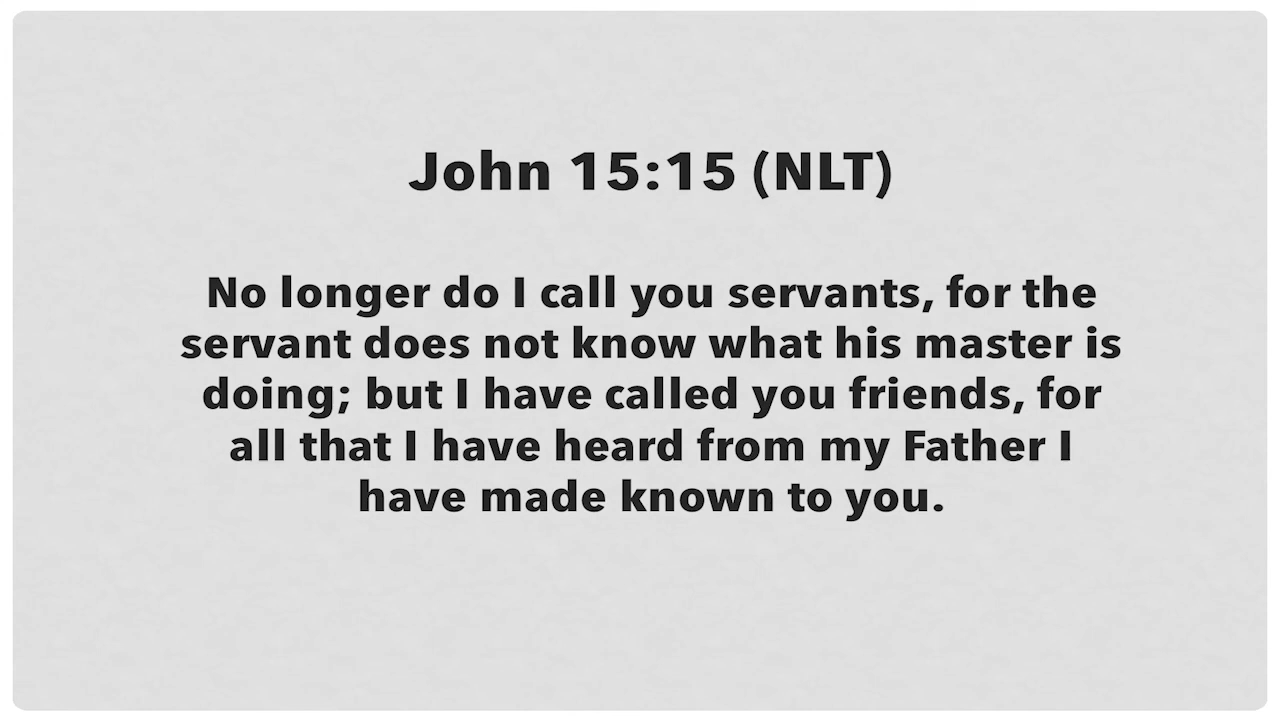 John 15:15 (NLT)
No longer do I call you servants, for the
servant does not know what his master is
doing; but I have called you friends, for
all that I have heard from my Father I
have made known to you.